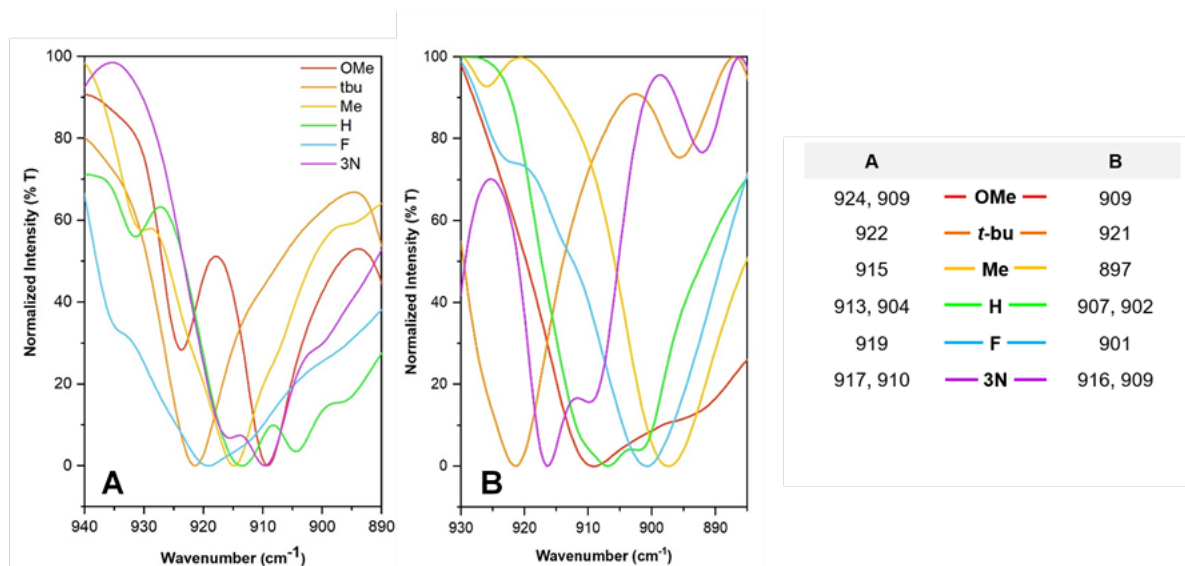 100
80
60
40
20
0
Normalized Intensity (% T)
OMe
tbu
Me
H
F
3N
A
940 930 920 910 900 890
Wavenumber (cm⁻¹)
100
80
60
40
20
0
Normalized Intensity (% T)
B
930 920 910 900 890
Wavenumber (cm⁻¹)
A B
924, 909 OMe 909
922 t-bu 921
915 Me 897
913, 904 H 907, 902
919 F 901
917, 910 3N 916, 909